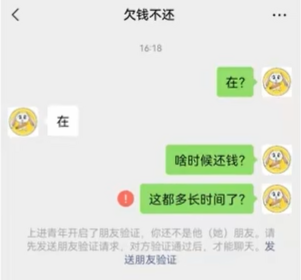 欠钱不还
16:18
在?
在
啥时候还钱?
这都多长时间了?
上进青年开启了朋友验证,你还不是他(她)朋友。请
先发送朋友验证请求,对方验证通过后,才能聊天。发
送朋友验证